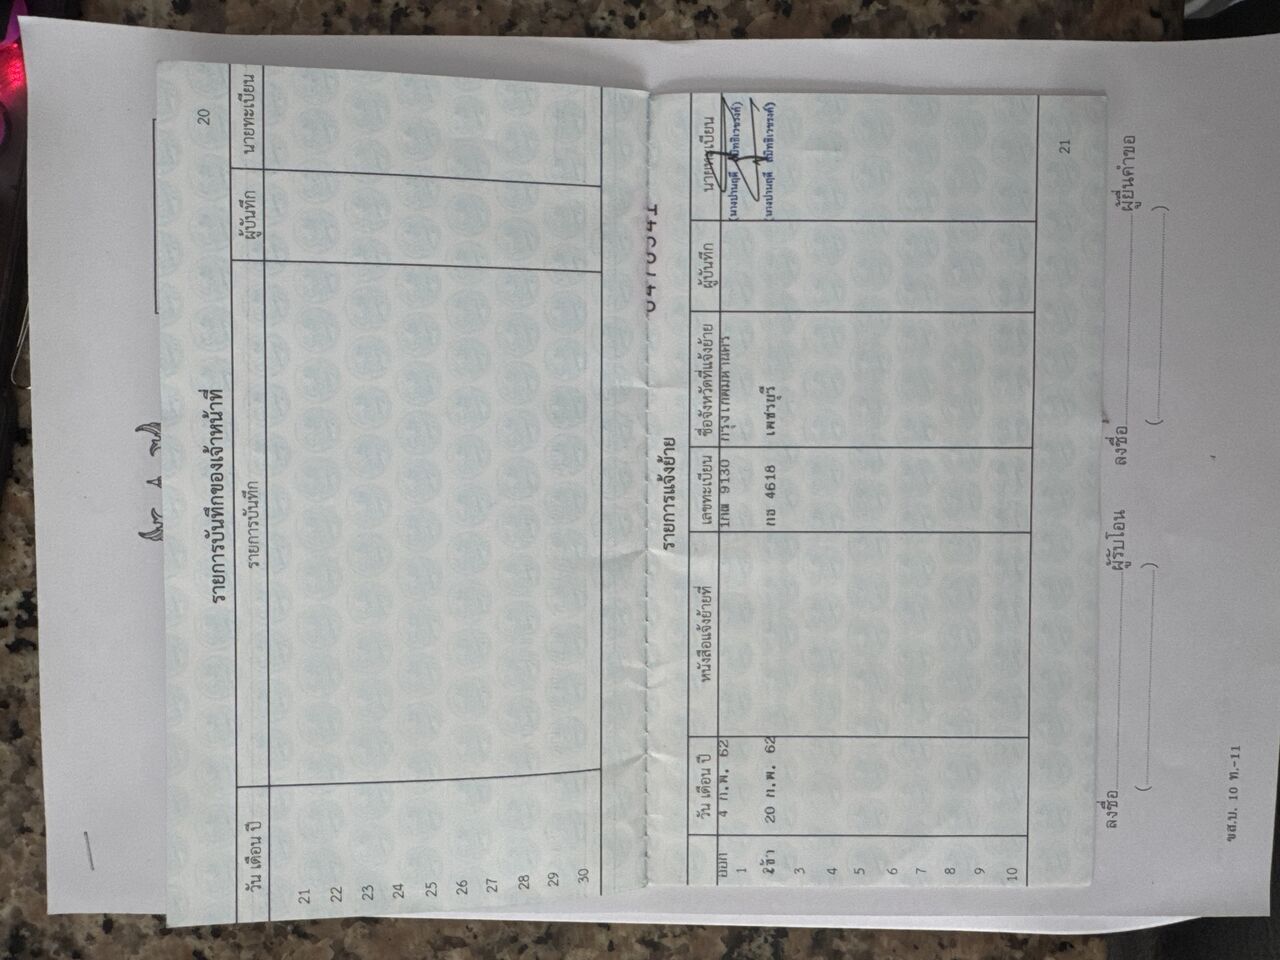 20
รายการบันทึกของเจ้าหน้าที่
วัน เดือน ปี รายการบันทึก ผู้บันทึก นายทะเบียน
21
22
23
24
25
26
27
28
29
30
รายการแจ้งย้าย
วัน เดือน ปี หนังสือแจ้งย้ายที่ เลขทะเบียน ชื่อจังหวัดที่แจ้งย้าย ผู้บันทึก นายทะเบียน
ออก 4 ก.พ. 62 9130 กรุงเทพมหานคร
1
เข้า 20 ก.พ. 62 4618 เพชรบุรี
3
4
5
6
7
8
9
10
21
ลงชื่อ ผู้รับโอน ลงชื่อ ผู้ยื่นคำขอ
( ) ( )
ขส.บ. 10 ท.-11